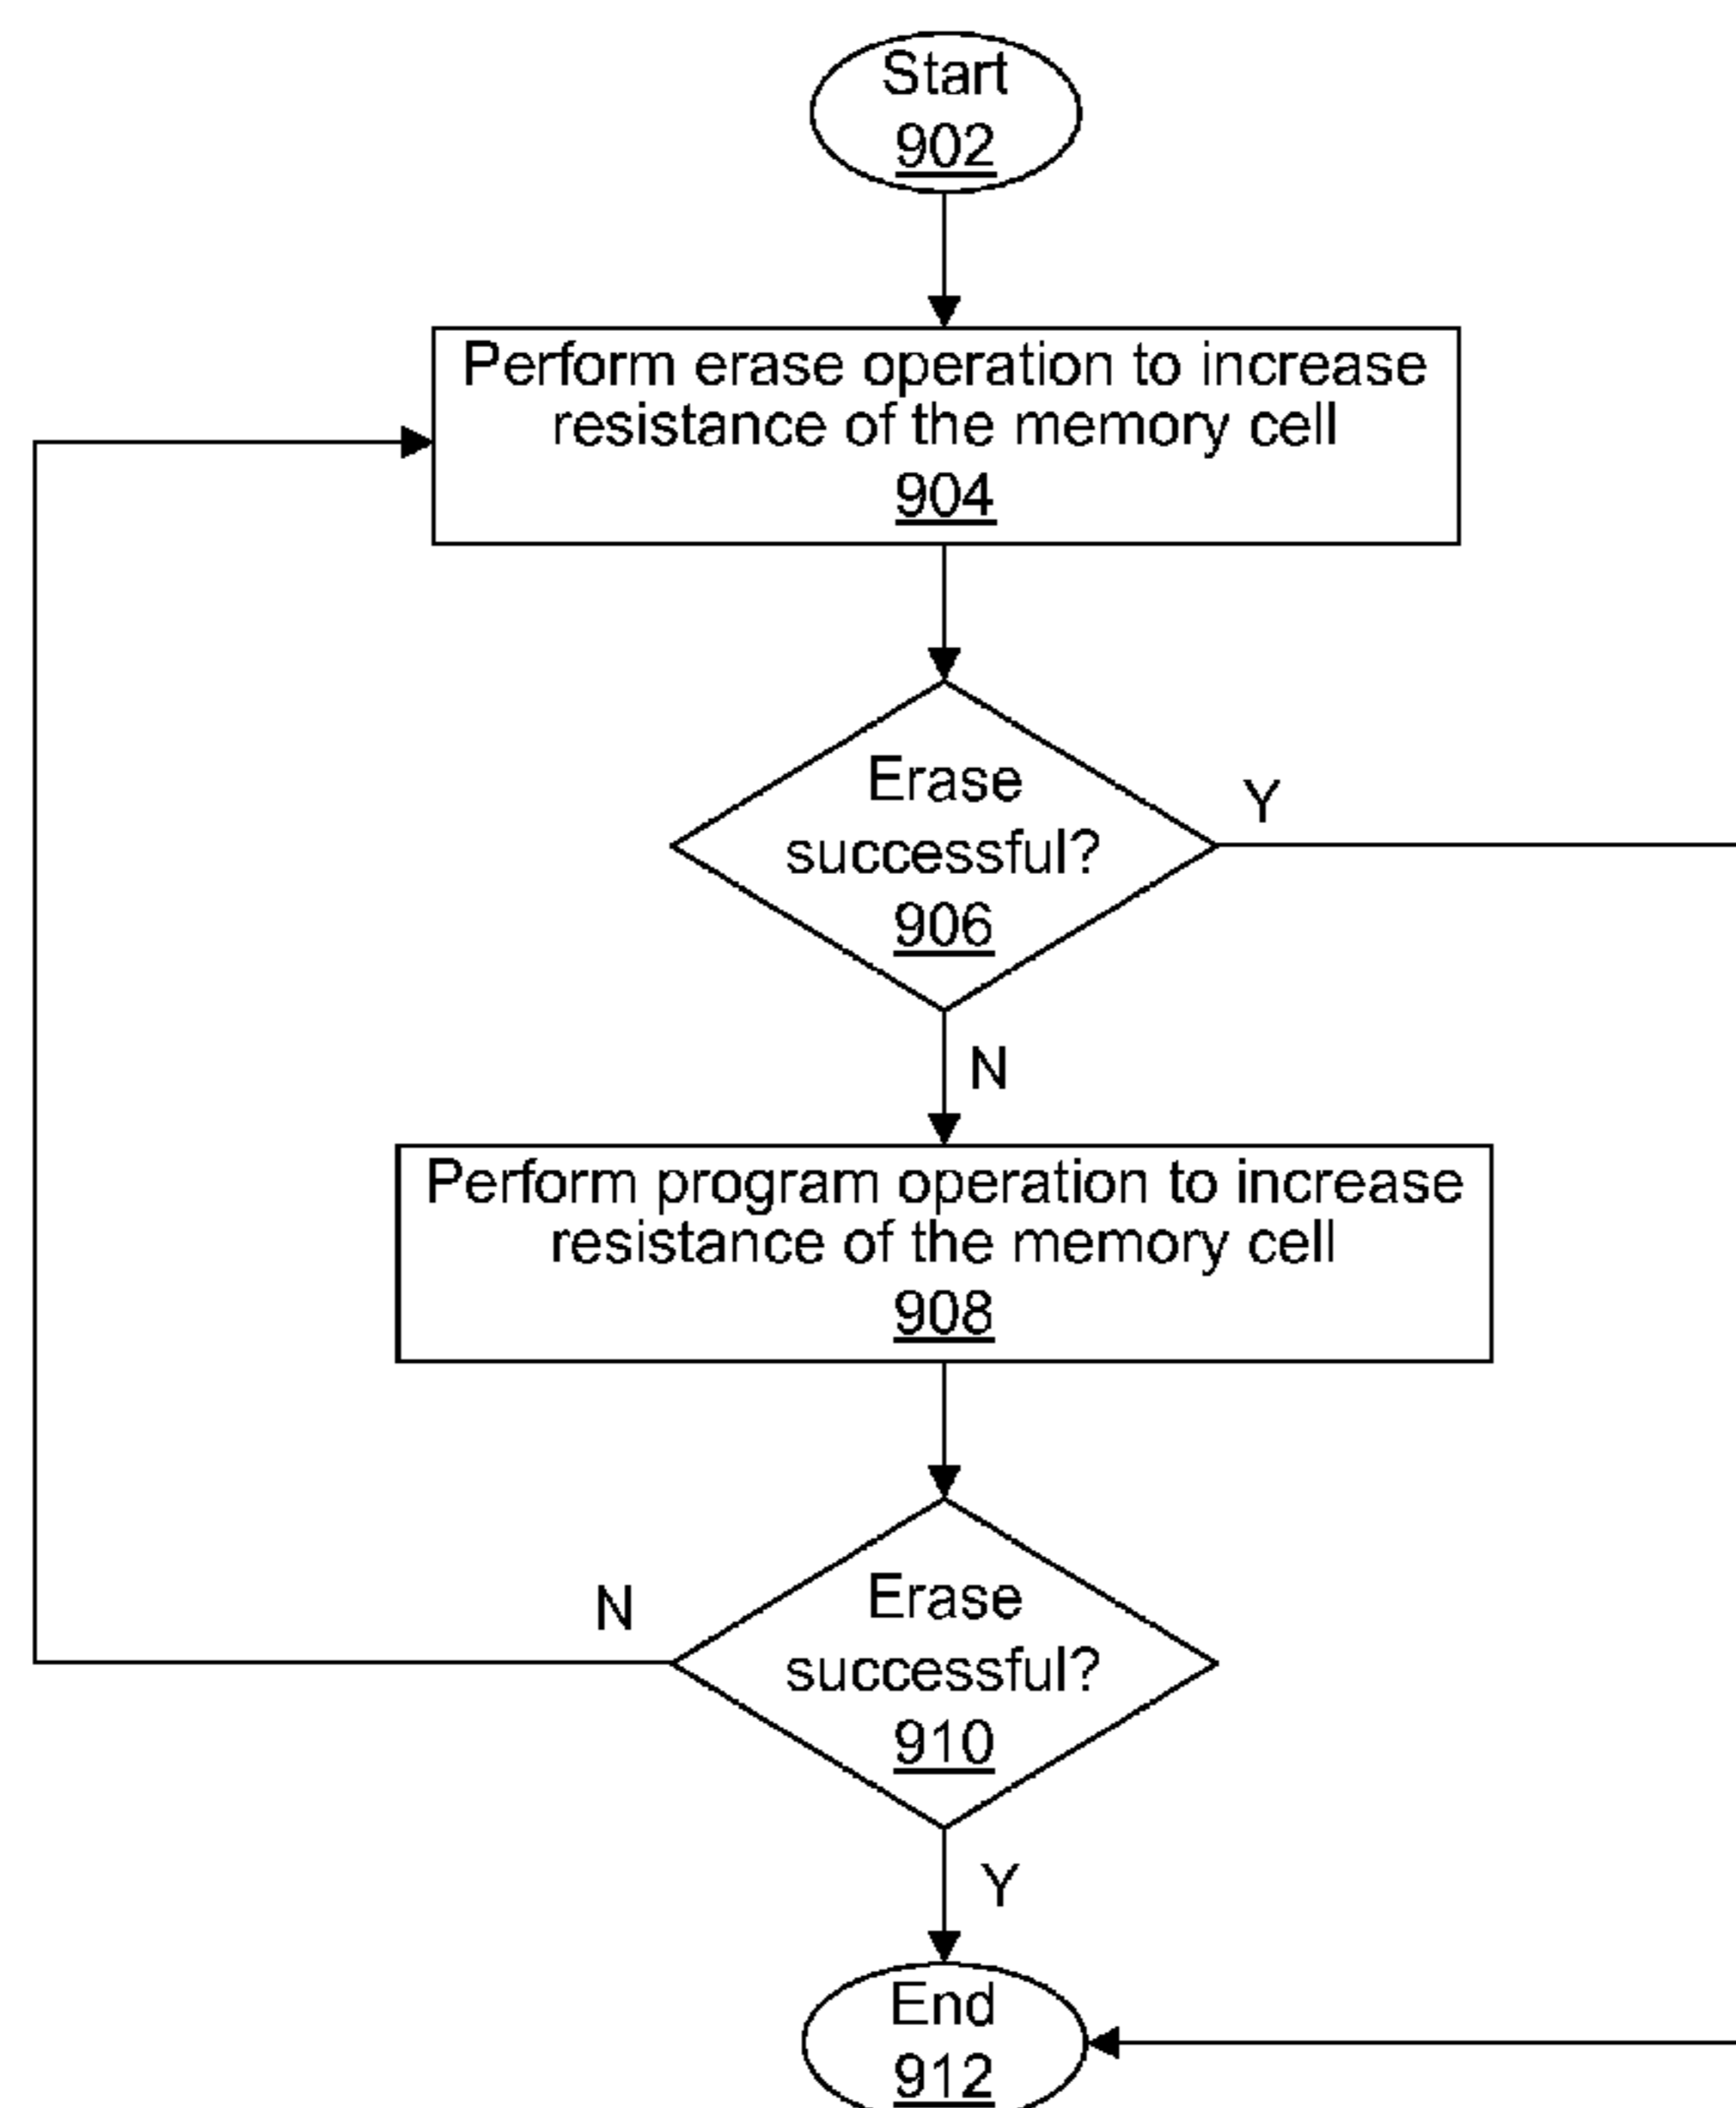 Start
902
Perform erase operation to increase
resistance of the memory cell
904
Erase
successful?
906
Y
N
Perform program operation to increase
resistance of the memory cell
908
Erase
successful?
910
N
Y
End
912